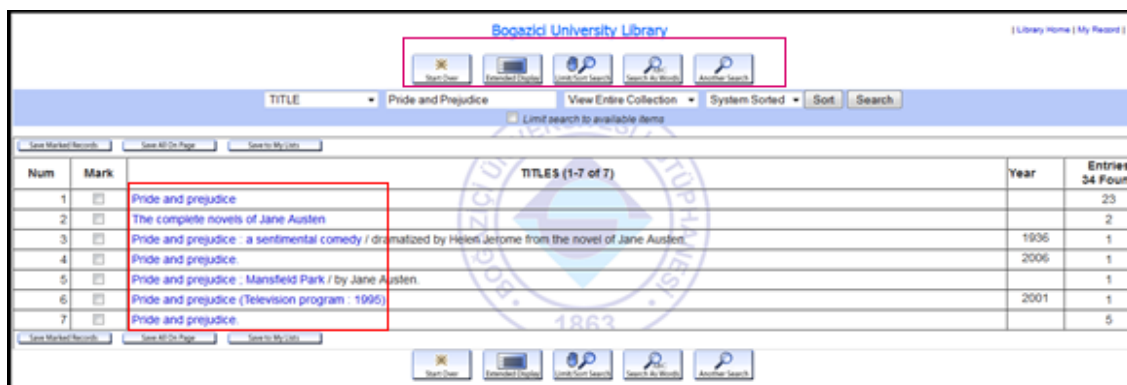 Bogazici University Library
| Library Home | My Record |
Start Over Extended Display Limit/Sort Search Search As Words Another Search
TITLE Pride and Prejudice View Entire Collection System Sorted Sort Search
Limit search to available items
Save Marked Records Save All On Page Save to My Lists
Num Mark TITLES (1-7 of 7) Year Entries
34 Foun
1 Pride and prejudice 23
2 The complete novels of Jane Austen 2
3 Pride and prejudice : a sentimental comedy / dramatized by Helen Jerome from the novel of Jane Austen. 1936 1
4 Pride and prejudice. 2006 1
5 Pride and prejudice ; Mansfield Park / by Jane Austen. 1
6 Pride and prejudice (Television program : 1995) 2001 1
7 Pride and prejudice. 5
BOĞAZİÇİ ÜNİVERSİTESİ KÜTÜPHANESİ
1863
Save Marked Records Save All On Page Save to My Lists
Start Over Extended Display Limit/Sort Search Search As Words Another Search